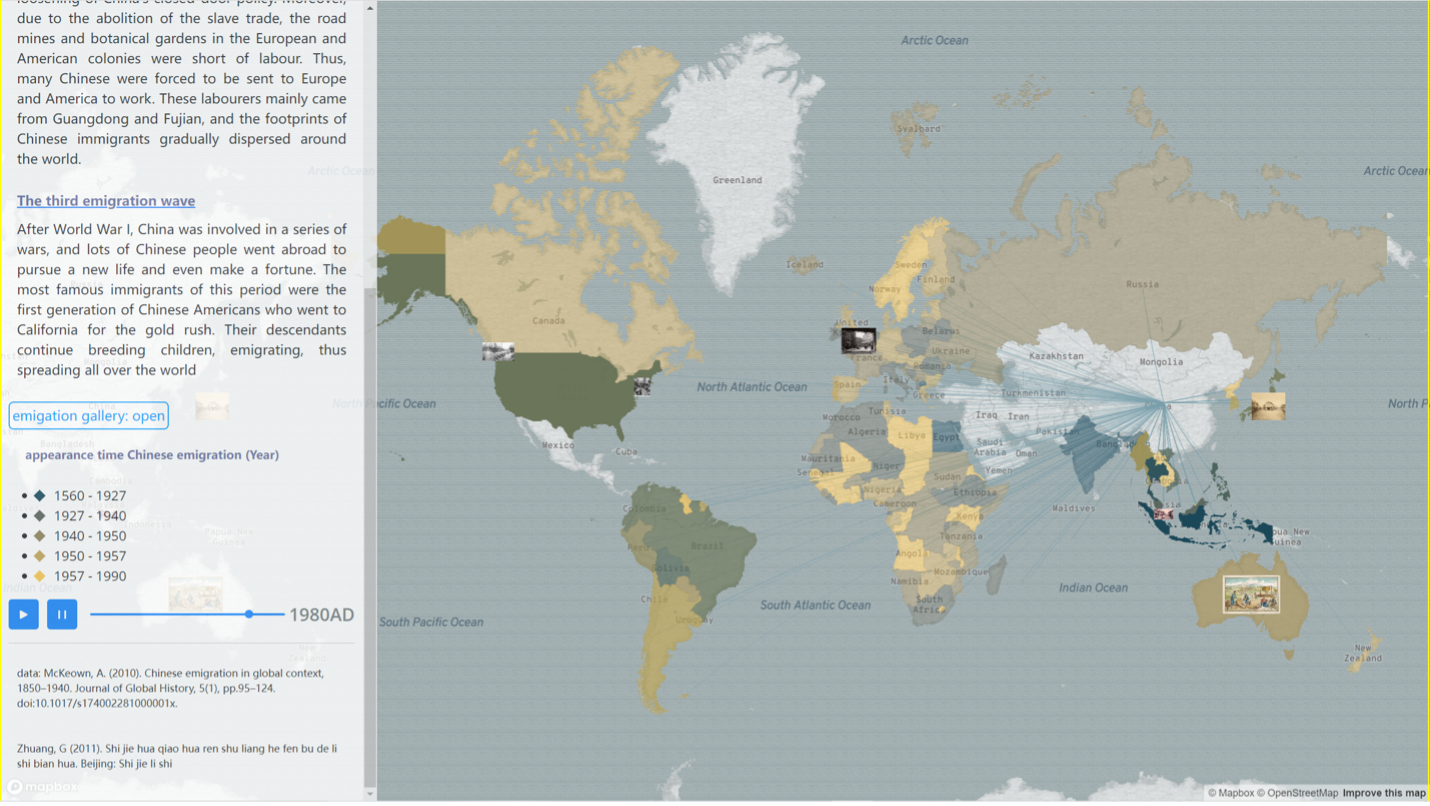 loosening of China's closed-door policy. Moreover,
due to the abolition of the slave trade, the road
mines and botanical gardens in the European and
American colonies were short of labour. Thus,
many Chinese were forced to be sent to Europe
and America to work. These labourers mainly came
from Guangdong and Fujian, and the footprints of
Chinese immigrants gradually dispersed around
the world.
The third emigration wave
After World War I, China was involved in a series of
wars, and lots of Chinese people went abroad to
pursue a new life and even make a fortune. The
most famous immigrants of this period were the
first generation of Chinese Americans who went to
California for the gold rush. Their descendants
continue breeding children, emigrating, thus
spreading all over the world
emigation gallery: open
appearance time Chinese emigration (Year)
1560 - 1927
1927 - 1940
1940 - 1950
1950 - 1957
1957 - 1990
1980AD
data: McKeown, A. (2010). Chinese emigration in global context,
1850–1940. Journal of Global History, 5(1), pp.95–124.
doi:10.1017/s174002281000001x.
Zhuang, G (2011). Shi jie hua qiao hua ren shu liang he fen bu de li
shi bian hua. Beijing: Shi jie li shi
mapbox
Arctic Ocean
Svalbard
Arctic Ocean
Greenland
Iceland
Sweden
Finland
Norway
Russia
Canada
United
Belarus
Ukraine
France
Kazakhstan
Mongolia
Romania
Italy
North Atlantic Ocean
Spain
Greece
Turkmenistan
North Pacific Ocean
North P
Morocco
Tunisia
Iraq
Iran
Algeria
Libya
Egypt
Pakistan
Mexico
Cuba
Saudi
Arabia
Oman
Mauritania
Niger
Yemen
Sudan
Nigeria
Ethiopia
Cameroon
Colombia
Maldives
Kenya
Papua New
Guinea
Peru
Brazil
Tanzania
Angola
Bolivia
Mozambique
Namibia
Indian Ocean
Chile
South Atlantic Ocean
South
Africa
Uruguay
South Pacific Ocean
New
Zealand
© Mapbox © OpenStreetMap Improve this map